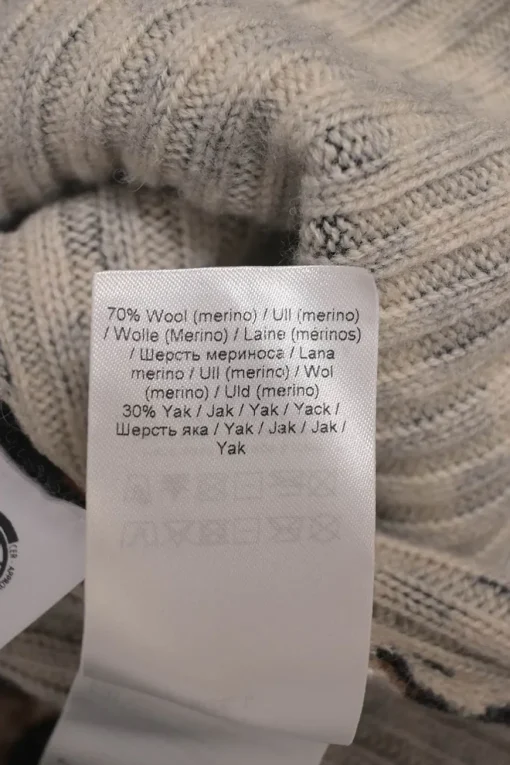 70% Wool (merino) / Ull (merino)
/ Wolle (Merino) / Laine (mérinos)
/ Шерсть мериноса / Lana
merino / Ull (merino) / Wol
(merino) / Uld (merino)
30% Yak / Jak / Yak / Yack /
Шерсть яка / Yak / Jak / Jak /
Yak